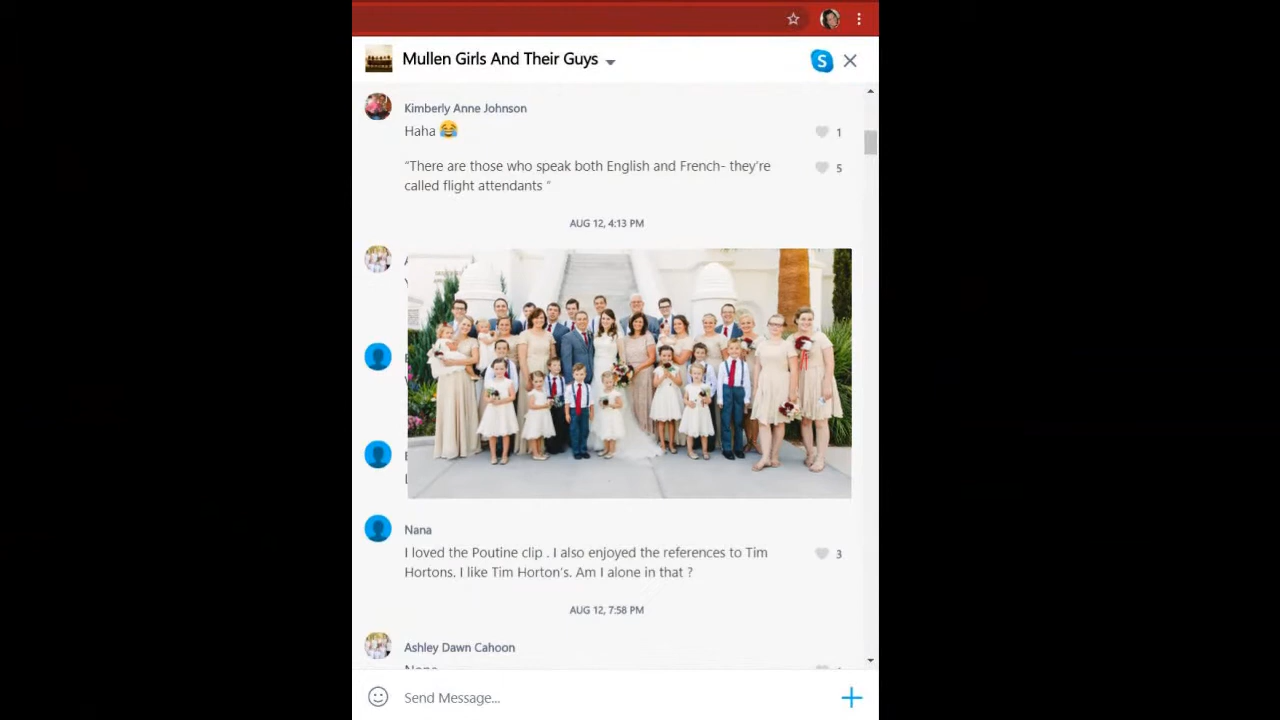 Mullen Girls And Their Guys
S
Kimberly Anne Johnson
Haha
1
"There are those who speak both English and French- they're
5
called flight attendants "
AUG 12, 4:13 PM
Nana
I loved the Poutine clip . I also enjoyed the references to Tim
3
Hortons. I like Tim Horton's. Am I alone in that ?
AUG 12, 7:58 PM
Ashley Dawn Cahoon
Send Message...